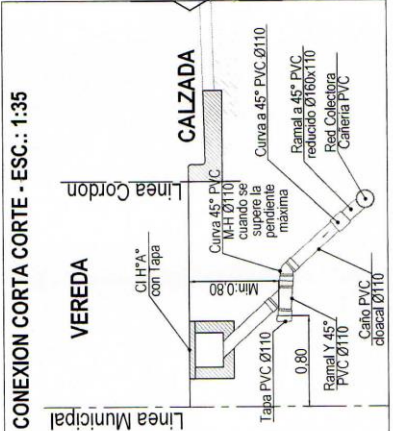 CONEXION CORTA CORTE - ESC.: 1:35
VEREDA
CALZADA
Linea Municipal
Linea Cordon
CI HºAº
con Tapa
Min:0,80
Curva 45° PVC
M-H Ø110
cuando se
supere la
pendiente
máxima
Curva a 45° PVC Ø110
Ramal a 45° PVC
reducido Ø160x110
Red Colectora
Cañería PVC
Tapa PVC Ø110
0,80
Ramal Y 45°
PVC Ø110
Caño PVC
cloacal Ø110